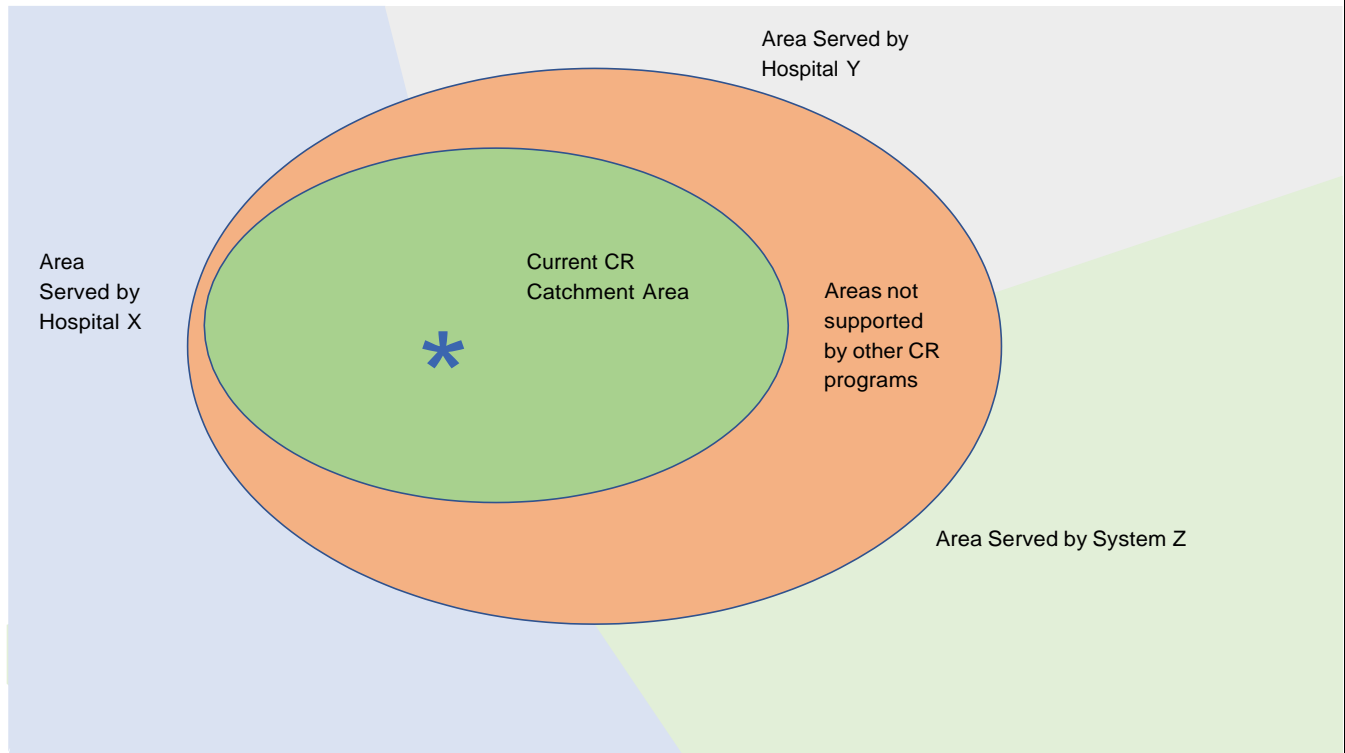 Area Served by
Hospital Y
Area
Served by
Hospital X
Current CR
Catchment Area
*
Areas not
supported
by other CR
programs
Area Served by System Z